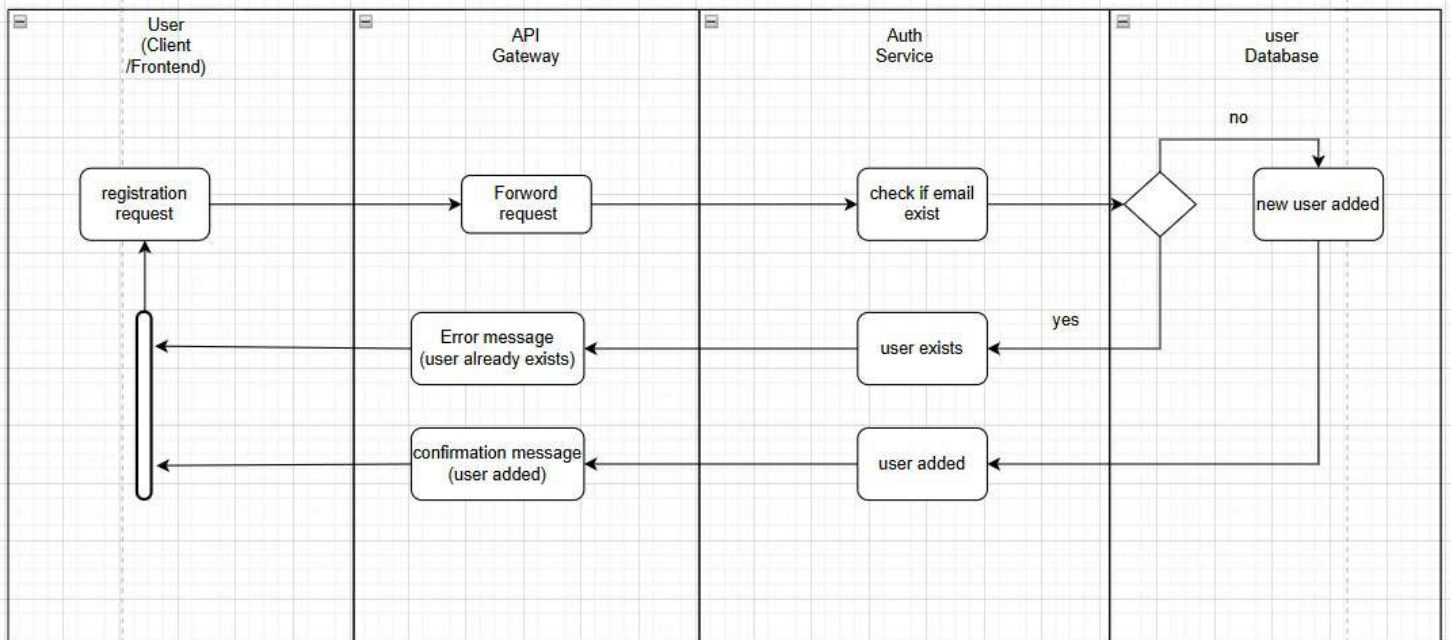 User
(Client
/Frontend)
API
Gateway
Auth
Service
user
Database
no
registration
request
Forword
request
check if email
exist
new user added
yes
Error message
(user already exists)
user exists
confirmation message
(user added)
user added